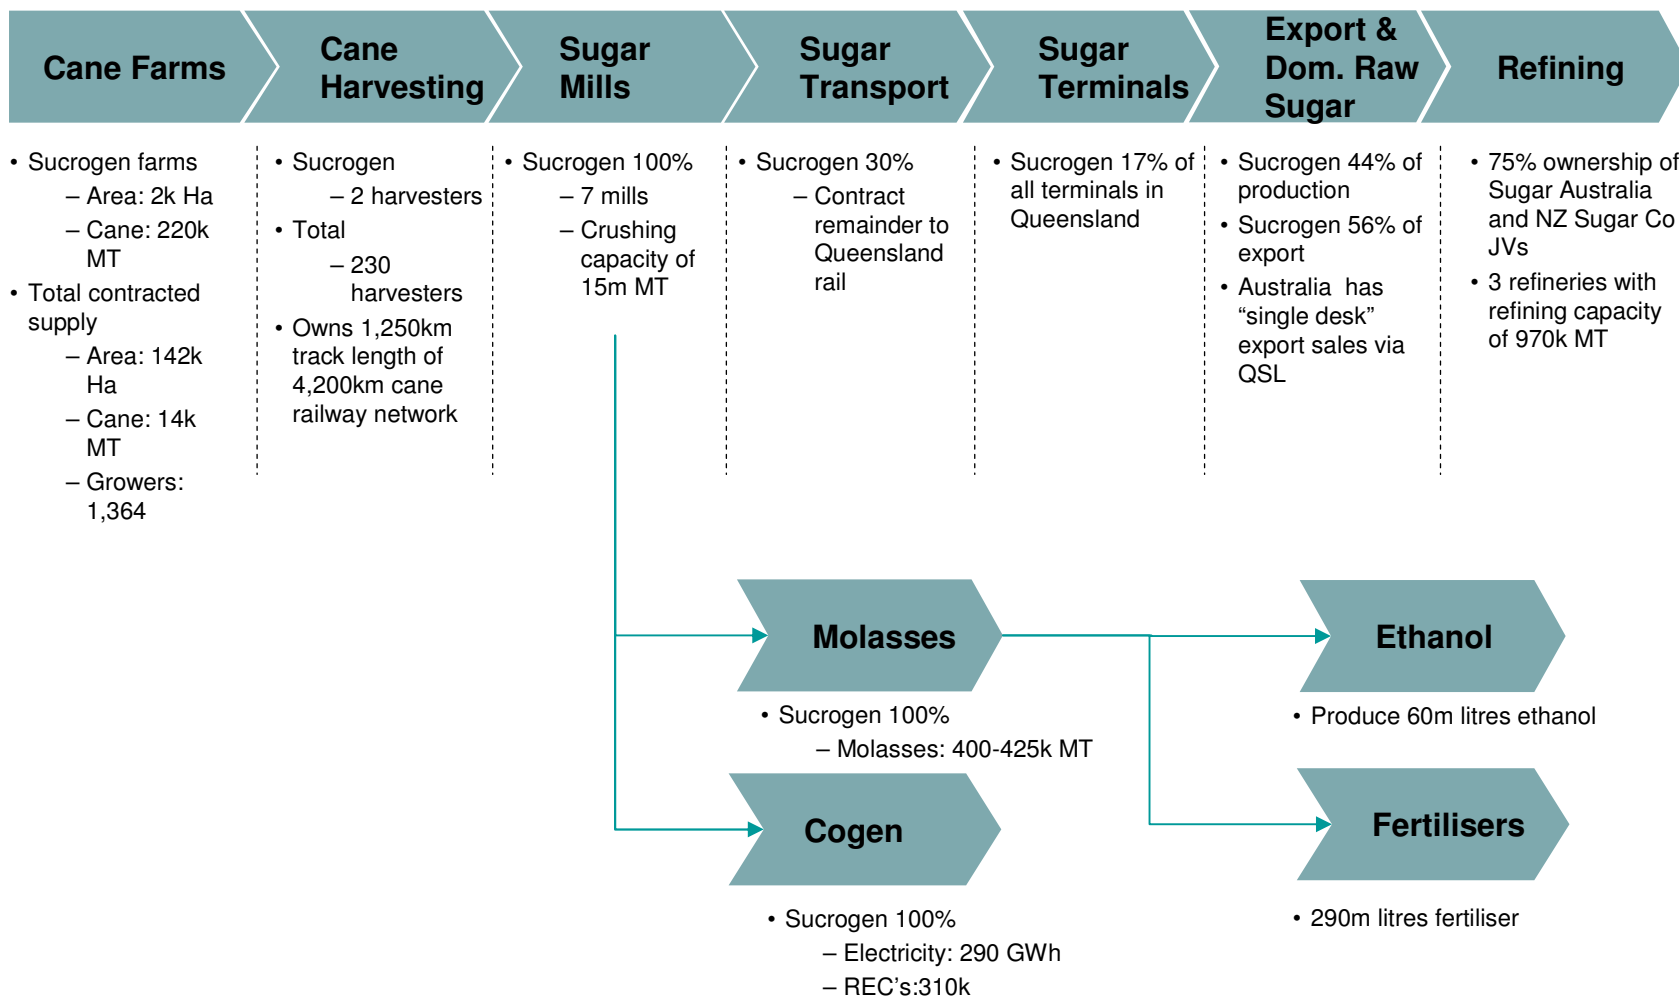 Cane Farms
Cane
Harvesting
Sugar
Mills
Sugar
Transport
Sugar
Terminals
Export &
Dom. Raw
Sugar
Refining
• Sucrogen farms
– Area: 2k Ha
– Cane: 220k
MT
• Total contracted
supply
– Area: 142k
Ha
– Cane: 14k
MT
– Growers:
1,364
• Sucrogen
– 2 harvesters
• Total
– 230
harvesters
• Owns 1,250km
track length of
4,200km cane
railway network
• Sucrogen 100%
– 7 mills
– Crushing
capacity of
15m MT
• Sucrogen 30%
– Contract
remainder to
Queensland
rail
• Sucrogen 17% of
all terminals in
Queensland
• Sucrogen 44% of
production
• Sucrogen 56% of
export
• Australia has
“single desk”
export sales via
QSL
• 75% ownership of
Sugar Australia
and NZ Sugar Co
JVs
• 3 refineries with
refining capacity
of 970k MT
Molasses
• Sucrogen 100%
– Molasses: 400-425k MT
Ethanol
• Produce 60m litres ethanol
Cogen
• Sucrogen 100%
– Electricity: 290 GWh
– REC's:310k
Fertilisers
• 290m litres fertiliser